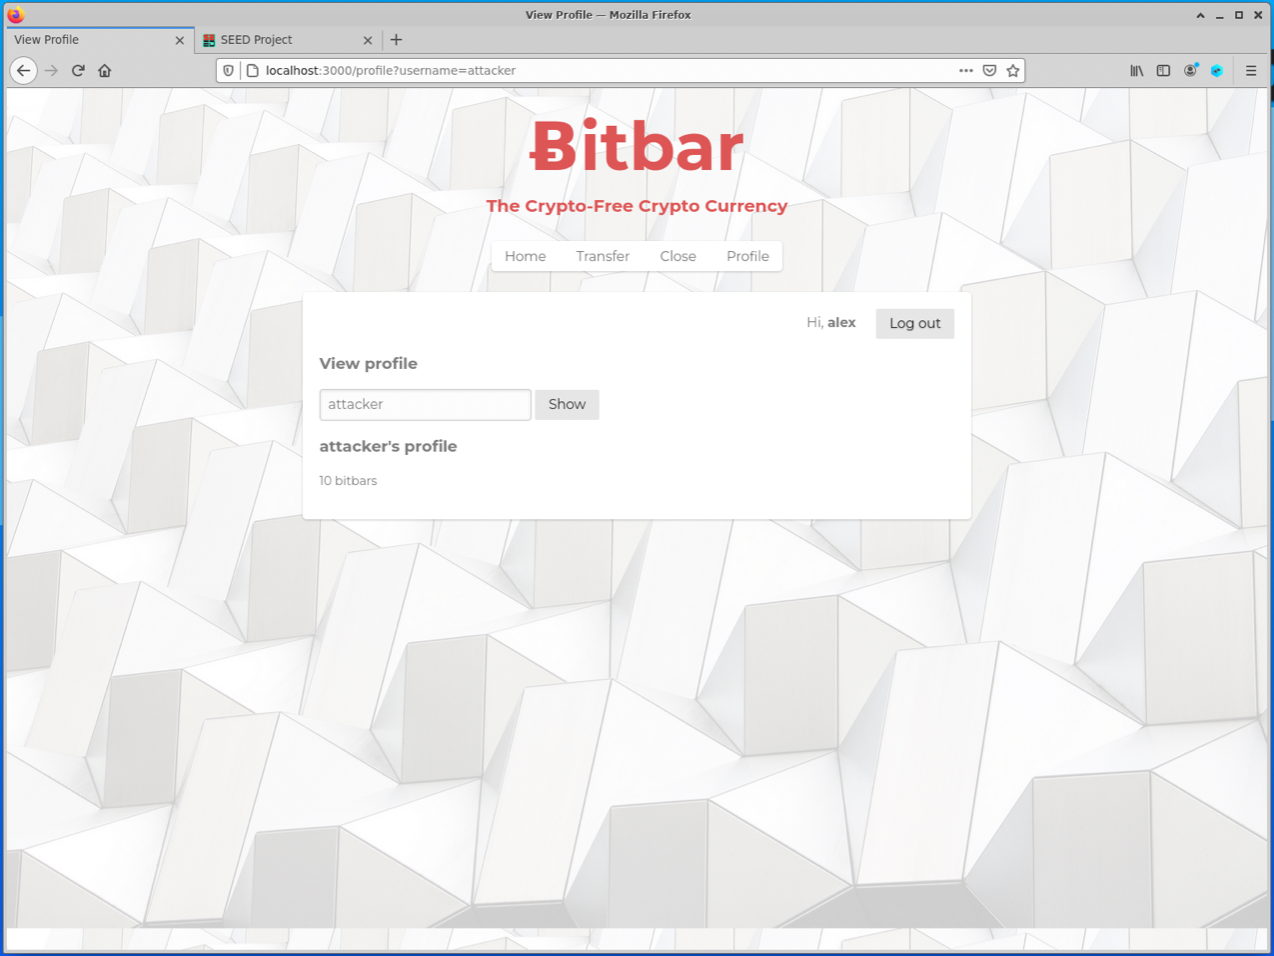 View Profile — Mozilla Firefox
View Profile
SEED Project
localhost:3000/profile?username=attacker
Ƀitbar
The Crypto-Free Crypto Currency
Home Transfer Close Profile
Hi, alex Log out
View profile
attacker Show
attacker's profile
10 bitbars